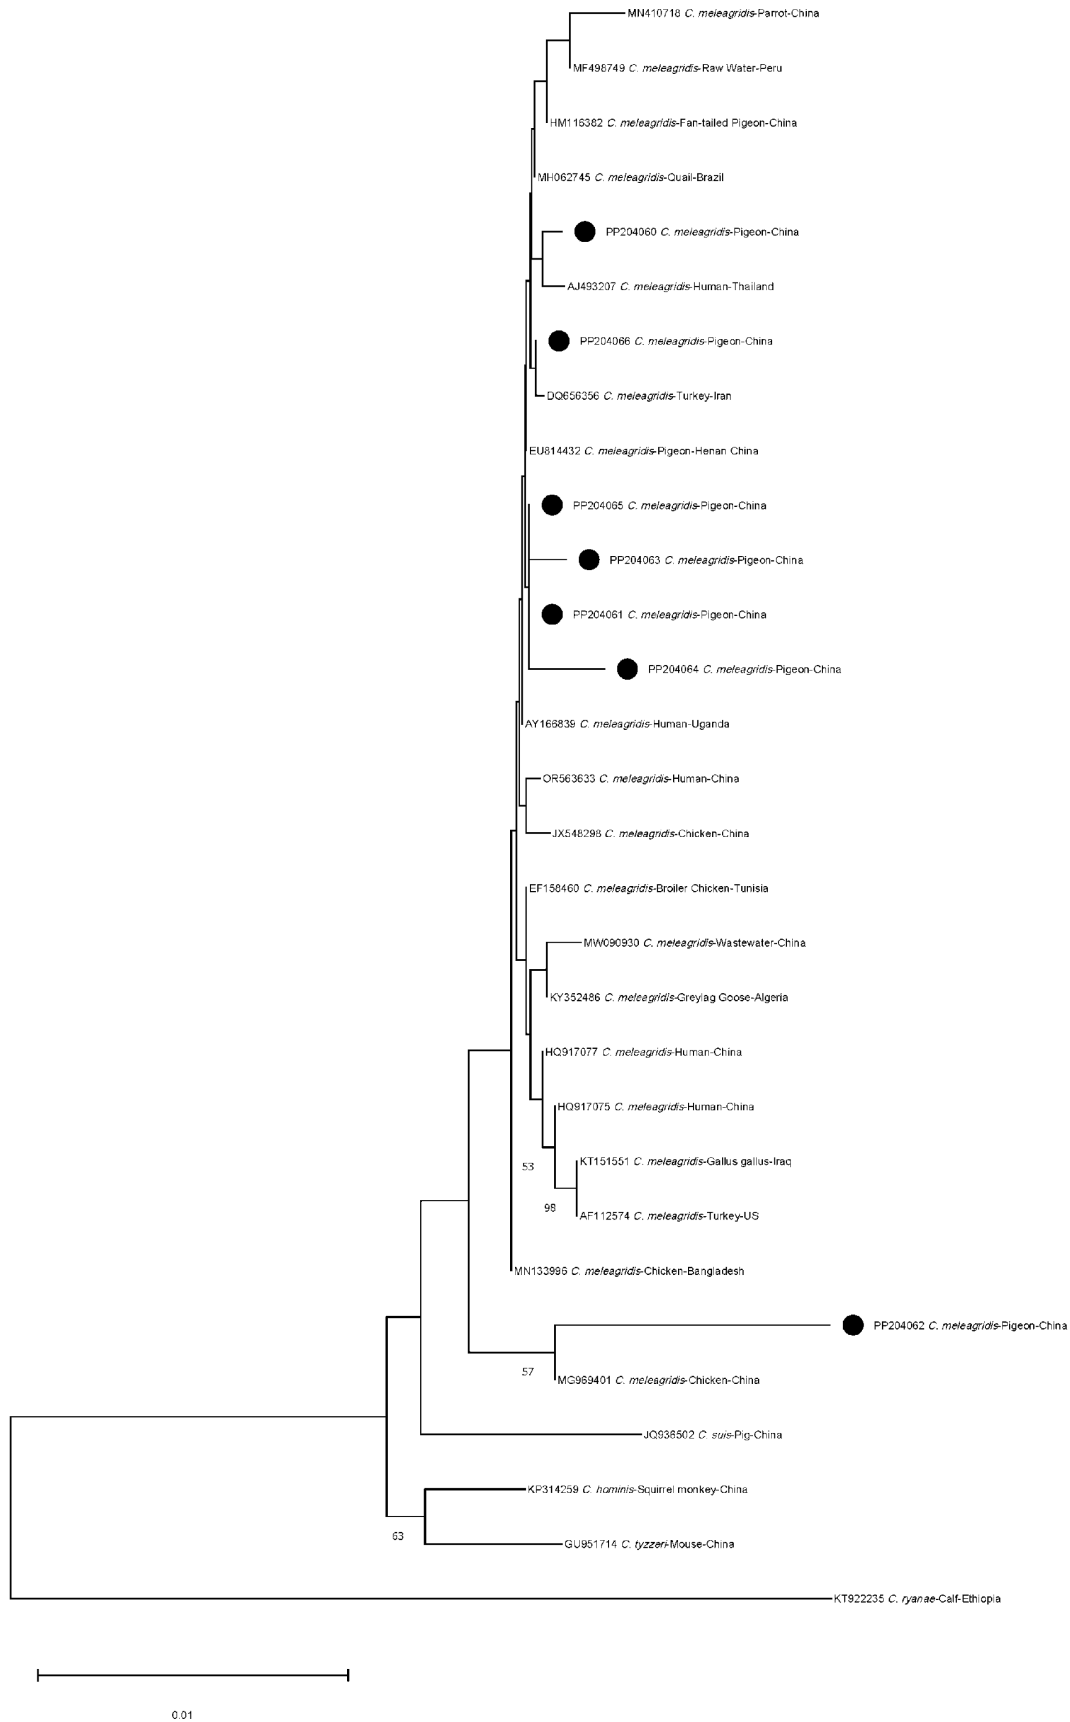 MN410718 C. meleagridis-Parrot-China
MF498749 C. meleagridis-Raw Water-Peru
HM116382 C. meleagridis-Fan-tailed Pigeon-China
MH062745 C. meleagridis-Quail-Brazil
PP204060 C. meleagridis-Pigeon-China
AJ493207 C. meleagridis-Human-Thailand
PP204066 C. meleagridis-Pigeon-China
DQ656356 C. meleagridis-Turkey-Iran
EU814432 C. meleagridis-Pigeon-Henan China
PP204065 C. meleagridis-Pigeon-China
PP204063 C. meleagridis-Pigeon-China
PP204061 C. meleagridis-Pigeon-China
PP204064 C. meleagridis-Pigeon-China
AY166839 C. meleagridis-Human-Uganda
OR563633 C. meleagridis-Human-China
JX548298 C. meleagridis-Chicken-China
EF158460 C. meleagridis-Broiler Chicken-Tunisia
MW090930 C. meleagridis-Wastewater-China
KY352486 C. meleagridis-Greylag Goose-Algeria
HQ917077 C. meleagridis-Human-China
HQ917075 C. meleagridis-Human-China
KT151551 C. meleagridis-Gallus gallus-Iraq
53
98
AF112574 C. meleagridis-Turkey-US
MN133996 C. meleagridis-Chicken-Bangladesh
PP204062 C. meleagridis-Pigeon-China
57
MG969401 C. meleagridis-Chicken-China
JQ936502 C. suis-Pig-China
KP314259 C. hominis-Squirrel monkey-China
63
GU951714 C. tyzzeri-Mouse-China
KT922235 C. ryanae-Calf-Ethiopia
0.01